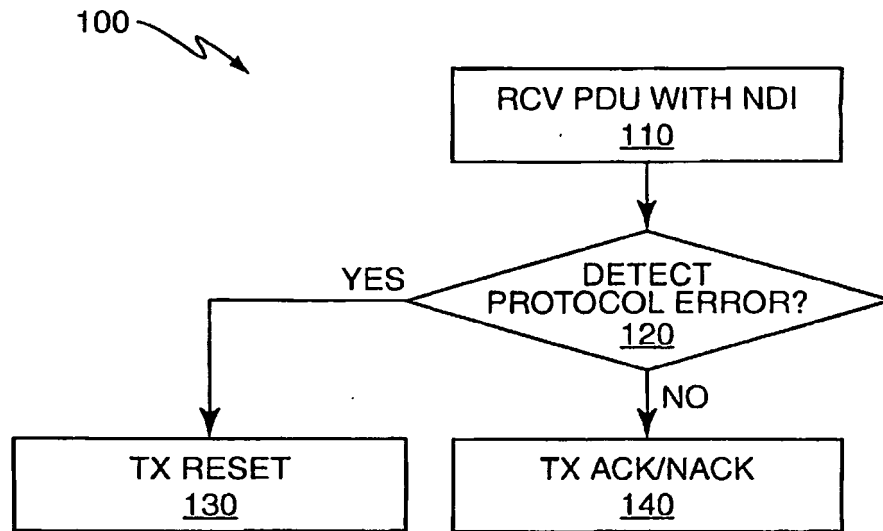 100
RCV PDU WITH NDI
110
YES
DETECT
PROTOCOL ERROR?
120
NO
TX RESET
130
TX ACK/NACK
140